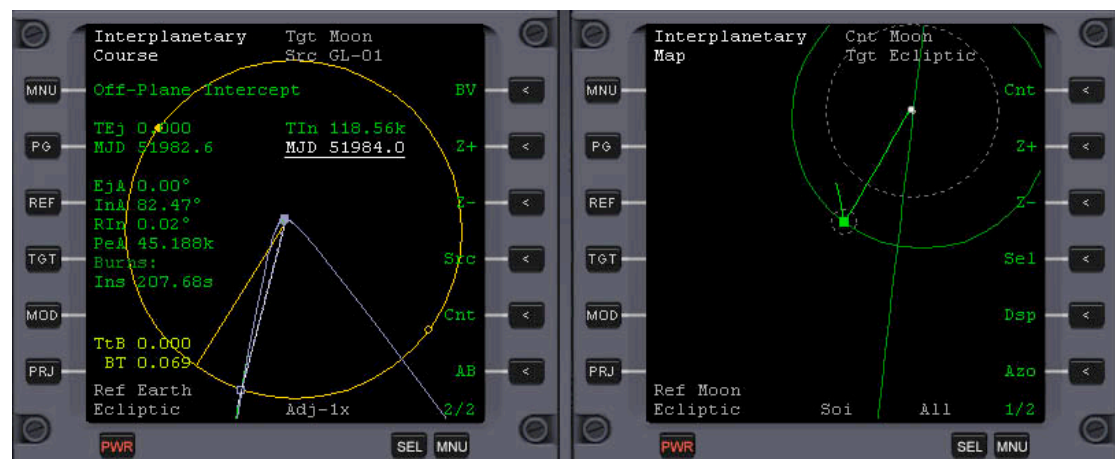 Interplanetary Tgt Moon
Course Src GL-01
MNU Off-Plane Intercept BV <
TEj 0.000 TIn 118.56k
PG MJD 51982.6 MJD 51984.0 Z+ <
EjA 0.00°
REF InA 82.47° Z- <
RIn 0.02°
PeA 45.188k
TGT Burns: Src <
Ins 207.68s
MOD Cnt <
TtB 0.000
PRJ BT 0.069 AB <
Ref Earth
Ecliptic Adj-1x 2/2
PWR SEL MNU
Interplanetary Cnt Moon
Map Tgt Ecliptic
MNU Cnt <
PG Z+ <
REF Z- <
TGT Sel <
MOD Dsp <
PRJ Azo <
Ref Moon
Ecliptic Soi All 1/2
PWR SEL MNU